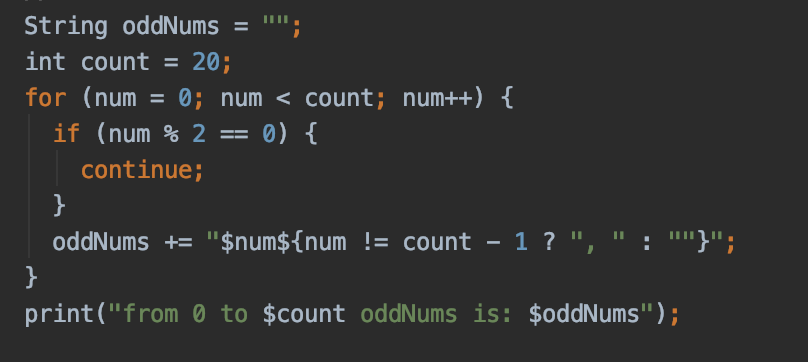 String oddNums = "";
int count = 20;
for (num = 0; num < count; num++) {
  if (num % 2 == 0) {
    continue;
  }
  oddNums += "$num${num != count - 1 ? ", " : ""}";
}
print("from 0 to $count oddNums is: $oddNums");